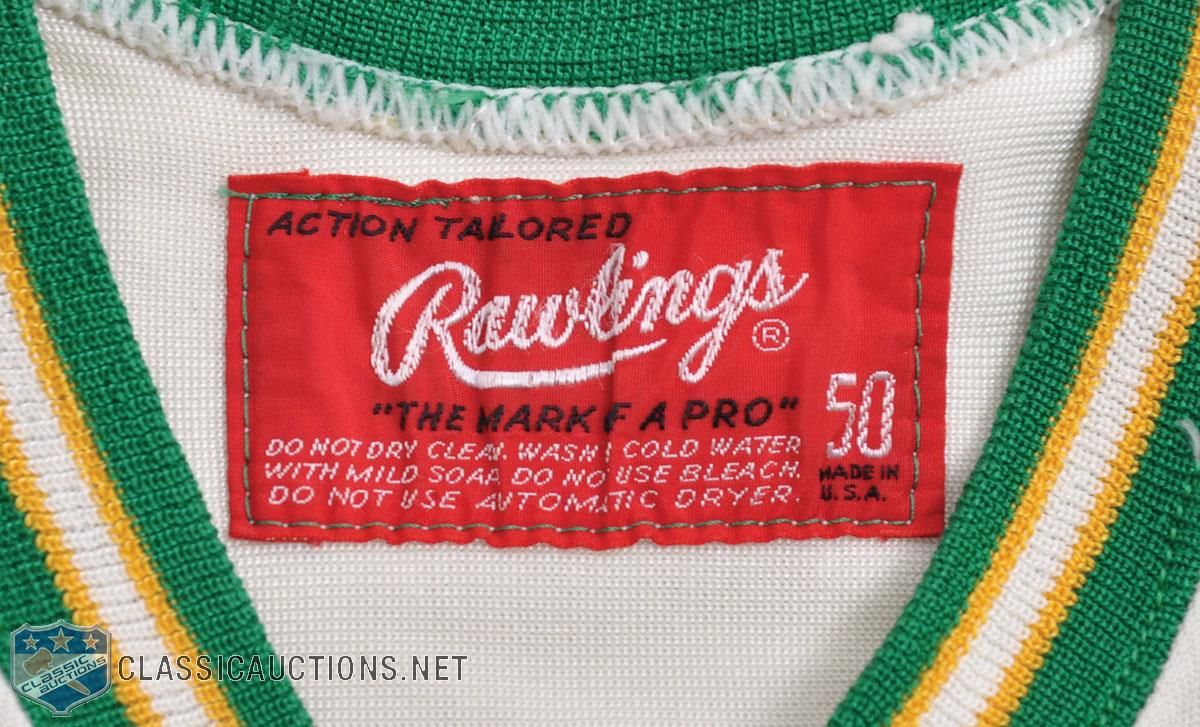 ACTION TAILORED
Rawlings ®
"THE MARK OF A PRO"
50
DO NOT DRY CLEAN. WASH COLD WATER
WITH MILD SOAP. DO NOT USE BLEACH.
DO NOT USE AUTOMATIC DRYER.
MADE IN
U.S.A.
CLASSIC
AUCTIONS
CLASSICAUCTIONS.NET